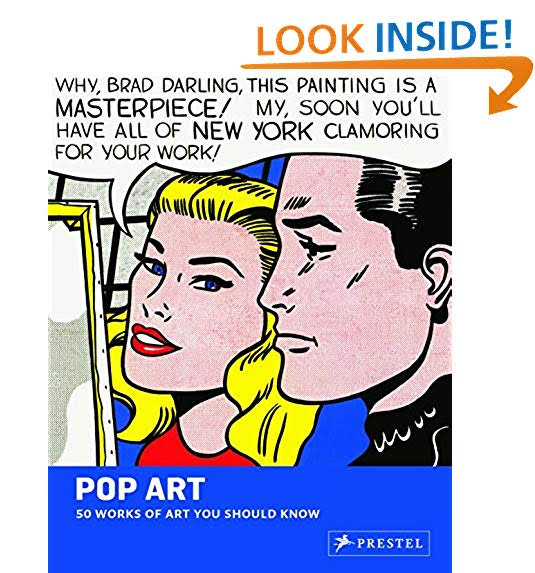 LOOK INSIDE!
WHY, BRAD DARLING, THIS PAINTING IS A
MASTERPIECE! MY, SOON YOU'LL
HAVE ALL OF NEW YORK CLAMORING
FOR YOUR WORK!
POP ART
50 WORKS OF ART YOU SHOULD KNOW
PRESTEL